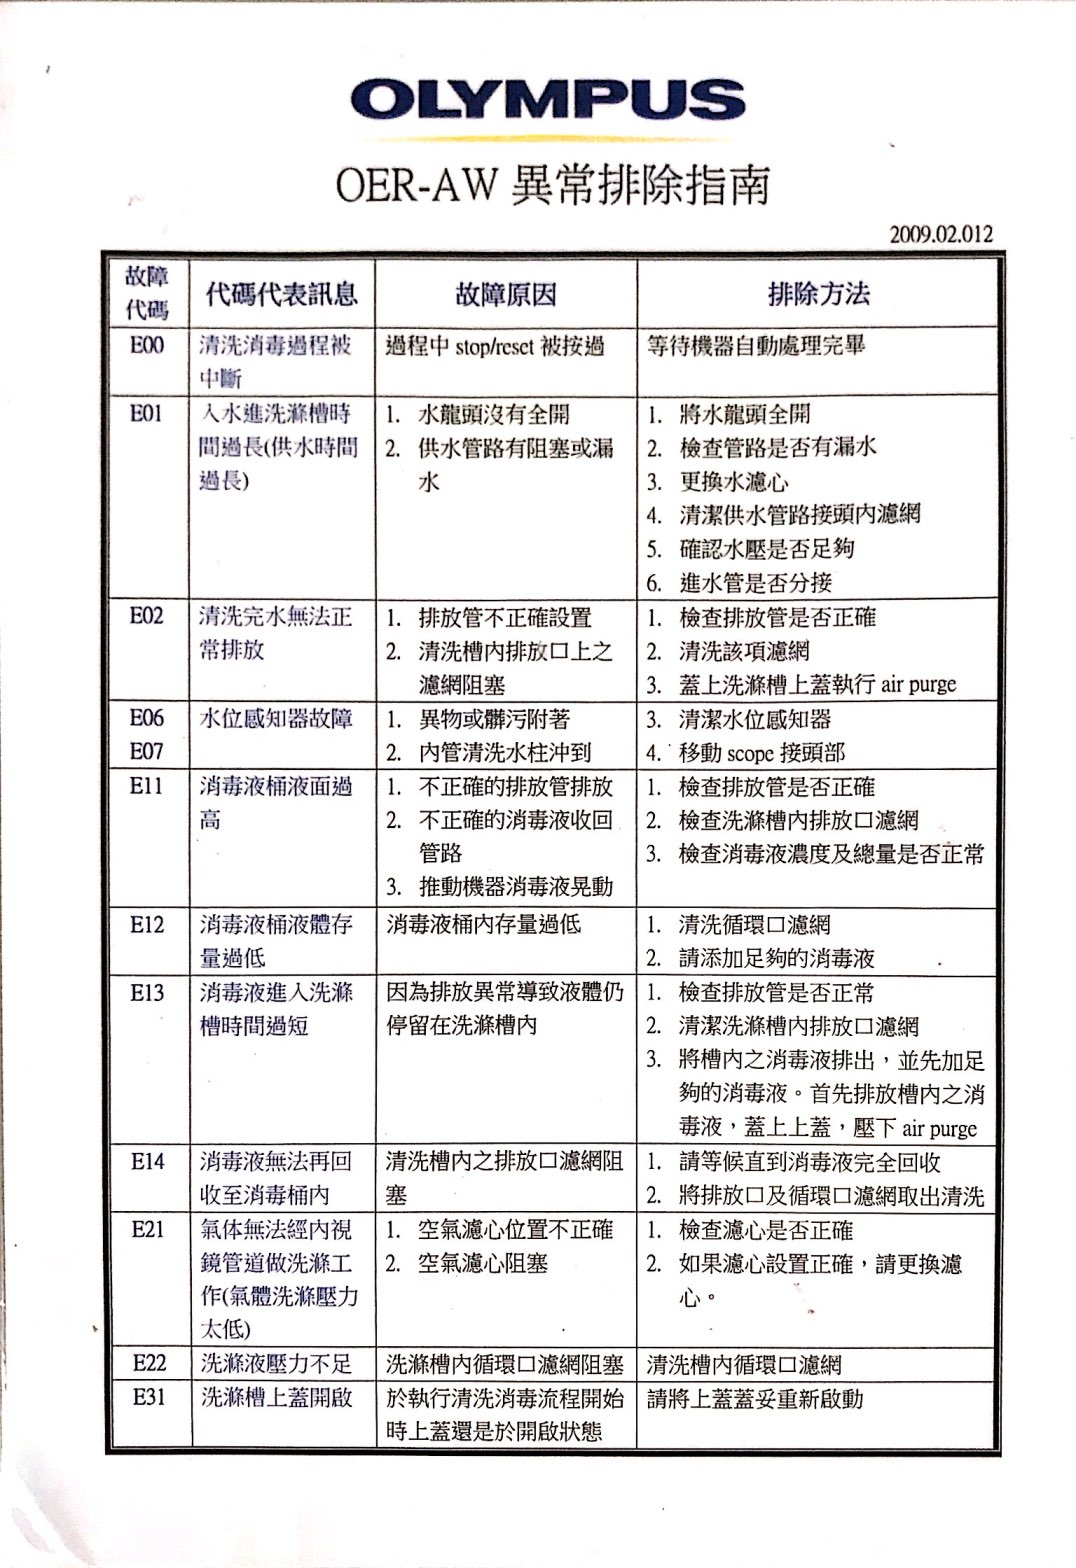 OLYMPUS
OER-AW 異常排除指南
2009.02.012
故障
代碼
代碼代表訊息
故障原因
排除方法
E00
清洗消毒過程被
中斷
過程中 stop/reset 被按過
等待機器自動處理完畢
E01
入水進洗滌槽時
間過長(供水時間
過長)
1. 水龍頭沒有全開
2. 供水管路有阻塞或漏
水
1. 將水龍頭全開
2. 檢查管路是否有漏水
3. 更換水濾心
4. 清潔供水管路接頭內濾網
5. 確認水壓是否足夠
6. 進水管是否分接
E02
清洗完水無法正
常排放
1. 排放管不正確設置
2. 清洗槽內排放口上之
濾網阻塞
1. 檢查排放管是否正確
2. 清洗該項濾網
3. 蓋上洗滌槽上蓋執行 air purge
E06
E07
水位感知器故障
1. 異物或髒污附著
2. 內管清洗水柱沖到
3. 清潔水位感知器
4. 移動 scope 接頭部
E11
消毒液桶液面過
高
1. 不正確的排放管排放
2. 不正確的消毒液收回
管路
3. 推動機器消毒液晃動
1. 檢查排放管是否正確
2. 檢查洗滌槽內排放口濾網
3. 檢查消毒液濃度及總量是否正常
E12
消毒液桶液體存
量過低
消毒液桶內存量過低
1. 清洗循環口濾網
2. 請添加足夠的消毒液
E13
消毒液進入洗滌
槽時間過短
因為排放異常導致液體仍
停留在洗滌槽內
1. 檢查排放管是否正常
2. 清潔洗滌槽內排放口濾網
3. 將槽內之消毒液排出，並先加足
夠的消毒液。首先排放槽內之消
毒液，蓋上上蓋，壓下 air purge
E14
消毒液無法再回
收至消毒桶內
清洗槽內之排放口濾網阻
塞
1. 請等候直到消毒液完全回收
2. 將排放口及循環口濾網取出清洗
E21
氣体無法經內視
鏡管道做洗滌工
作(氣體洗滌壓力
太低)
1. 空氣濾心位置不正確
2. 空氣濾心阻塞
1. 檢查濾心是否正確
2. 如果濾心設置正確，請更換濾
心。
E22
洗滌液壓力不足
洗滌槽內循環口濾網阻塞
清洗槽內循環口濾網
E31
洗滌槽上蓋開啟
於執行清洗消毒流程開始
時上蓋還是於開啟狀態
請將上蓋蓋妥重新啟動